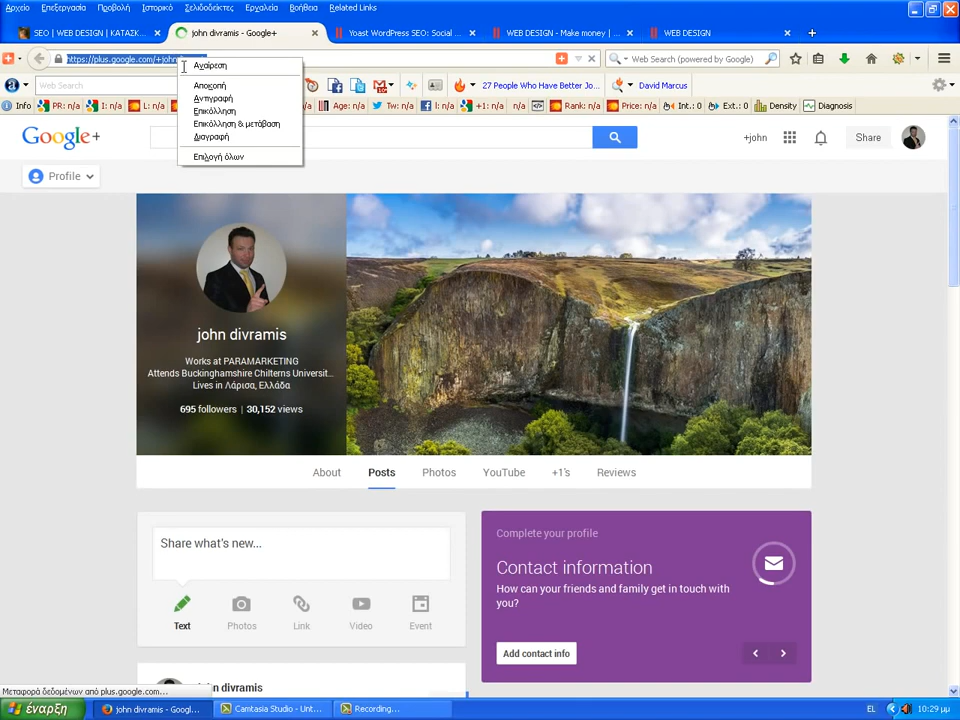 Αρχείο Επεξεργασία Προβολή Ιστορικό Σελιδοδείκτες Εργαλεία Βοήθεια Related Links
SEO | WEB DESIGN | ΚΑΤΑΣΚ
john divramis - Google+
Yoast WordPress SEO: Social ...
WEB DESIGN - Make money | ...
WEB DESIGN
https://plus.google.com/+john
Web Search (powered by Google)
Web Search
27 People Who Have Better Jo...
David Marcus
Info PR: n/a I: n/a L: n/a n/a Age: n/a Tw: n/a l: n/a +1: n/a n/a Rank: n/a Price: n/a Int.: 0 Ext.: 0 Density Diagnosis
Αναίρεση
Αποκοπή
Αντιγραφή
Επικόλληση
Επικόλληση & μετάβαση
Διαγραφή
Επιλογή όλων
Google+
+john
Share
Profile
john divramis
Works at PARAMARKETING
Attends Buckinghamshire Chilterns Universit...
Lives in Λάρισα, Ελλάδα
695 followers | 30,152 views
About Posts Photos YouTube +1's Reviews
Share what's new...
Text Photos Link Video Event
Complete your profile
Contact information
How can your friends and family get in touch with
you?
Add contact info
john divramis
Μεταφορά δεδομένων από plus.google.com...
έναρξη
john divramis - Googl...
Camtasia Studio - Unt...
Recording...
EL
10:29 μμ